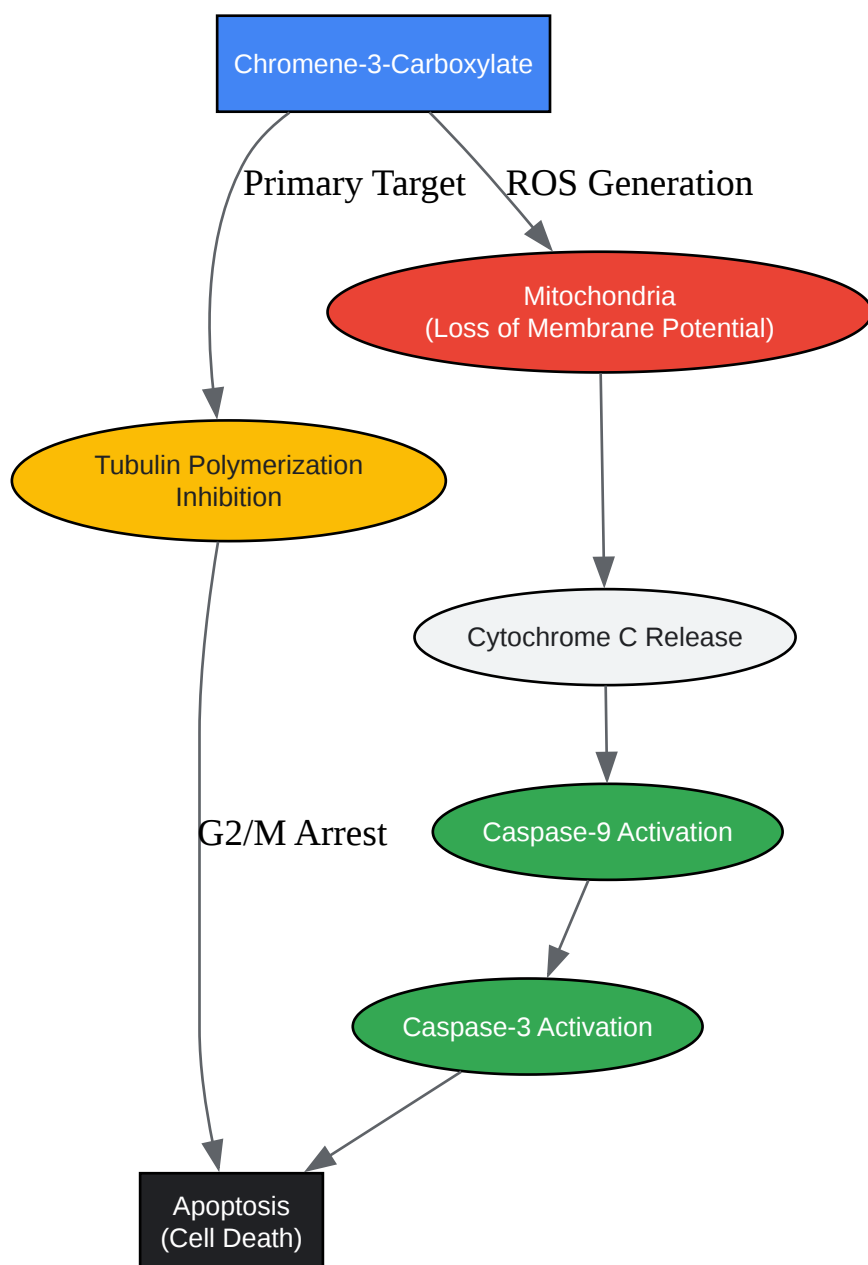 Chromene-3-Carboxylate
Primary Target
ROS Generation
Mitochondria
(Loss of Membrane Potential)
Tubulin Polymerization
Inhibition
Cytochrome C Release
G2/M Arrest
Caspase-9 Activation
Caspase-3 Activation
Apoptosis
(Cell Death)